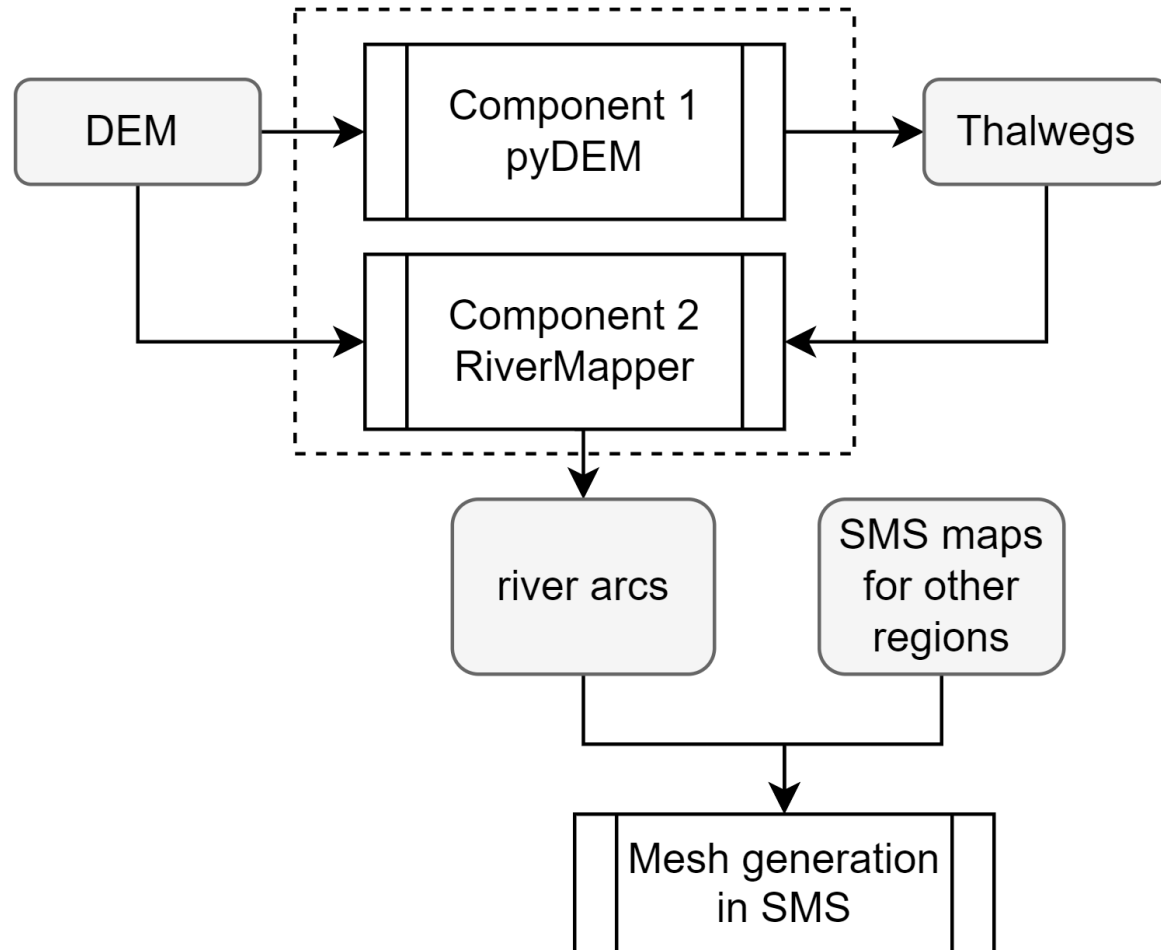 DEM
Component 1
pyDEM
Thalwegs
Component 2
RiverMapper
river arcs
SMS maps
for other
regions
Mesh generation
in SMS